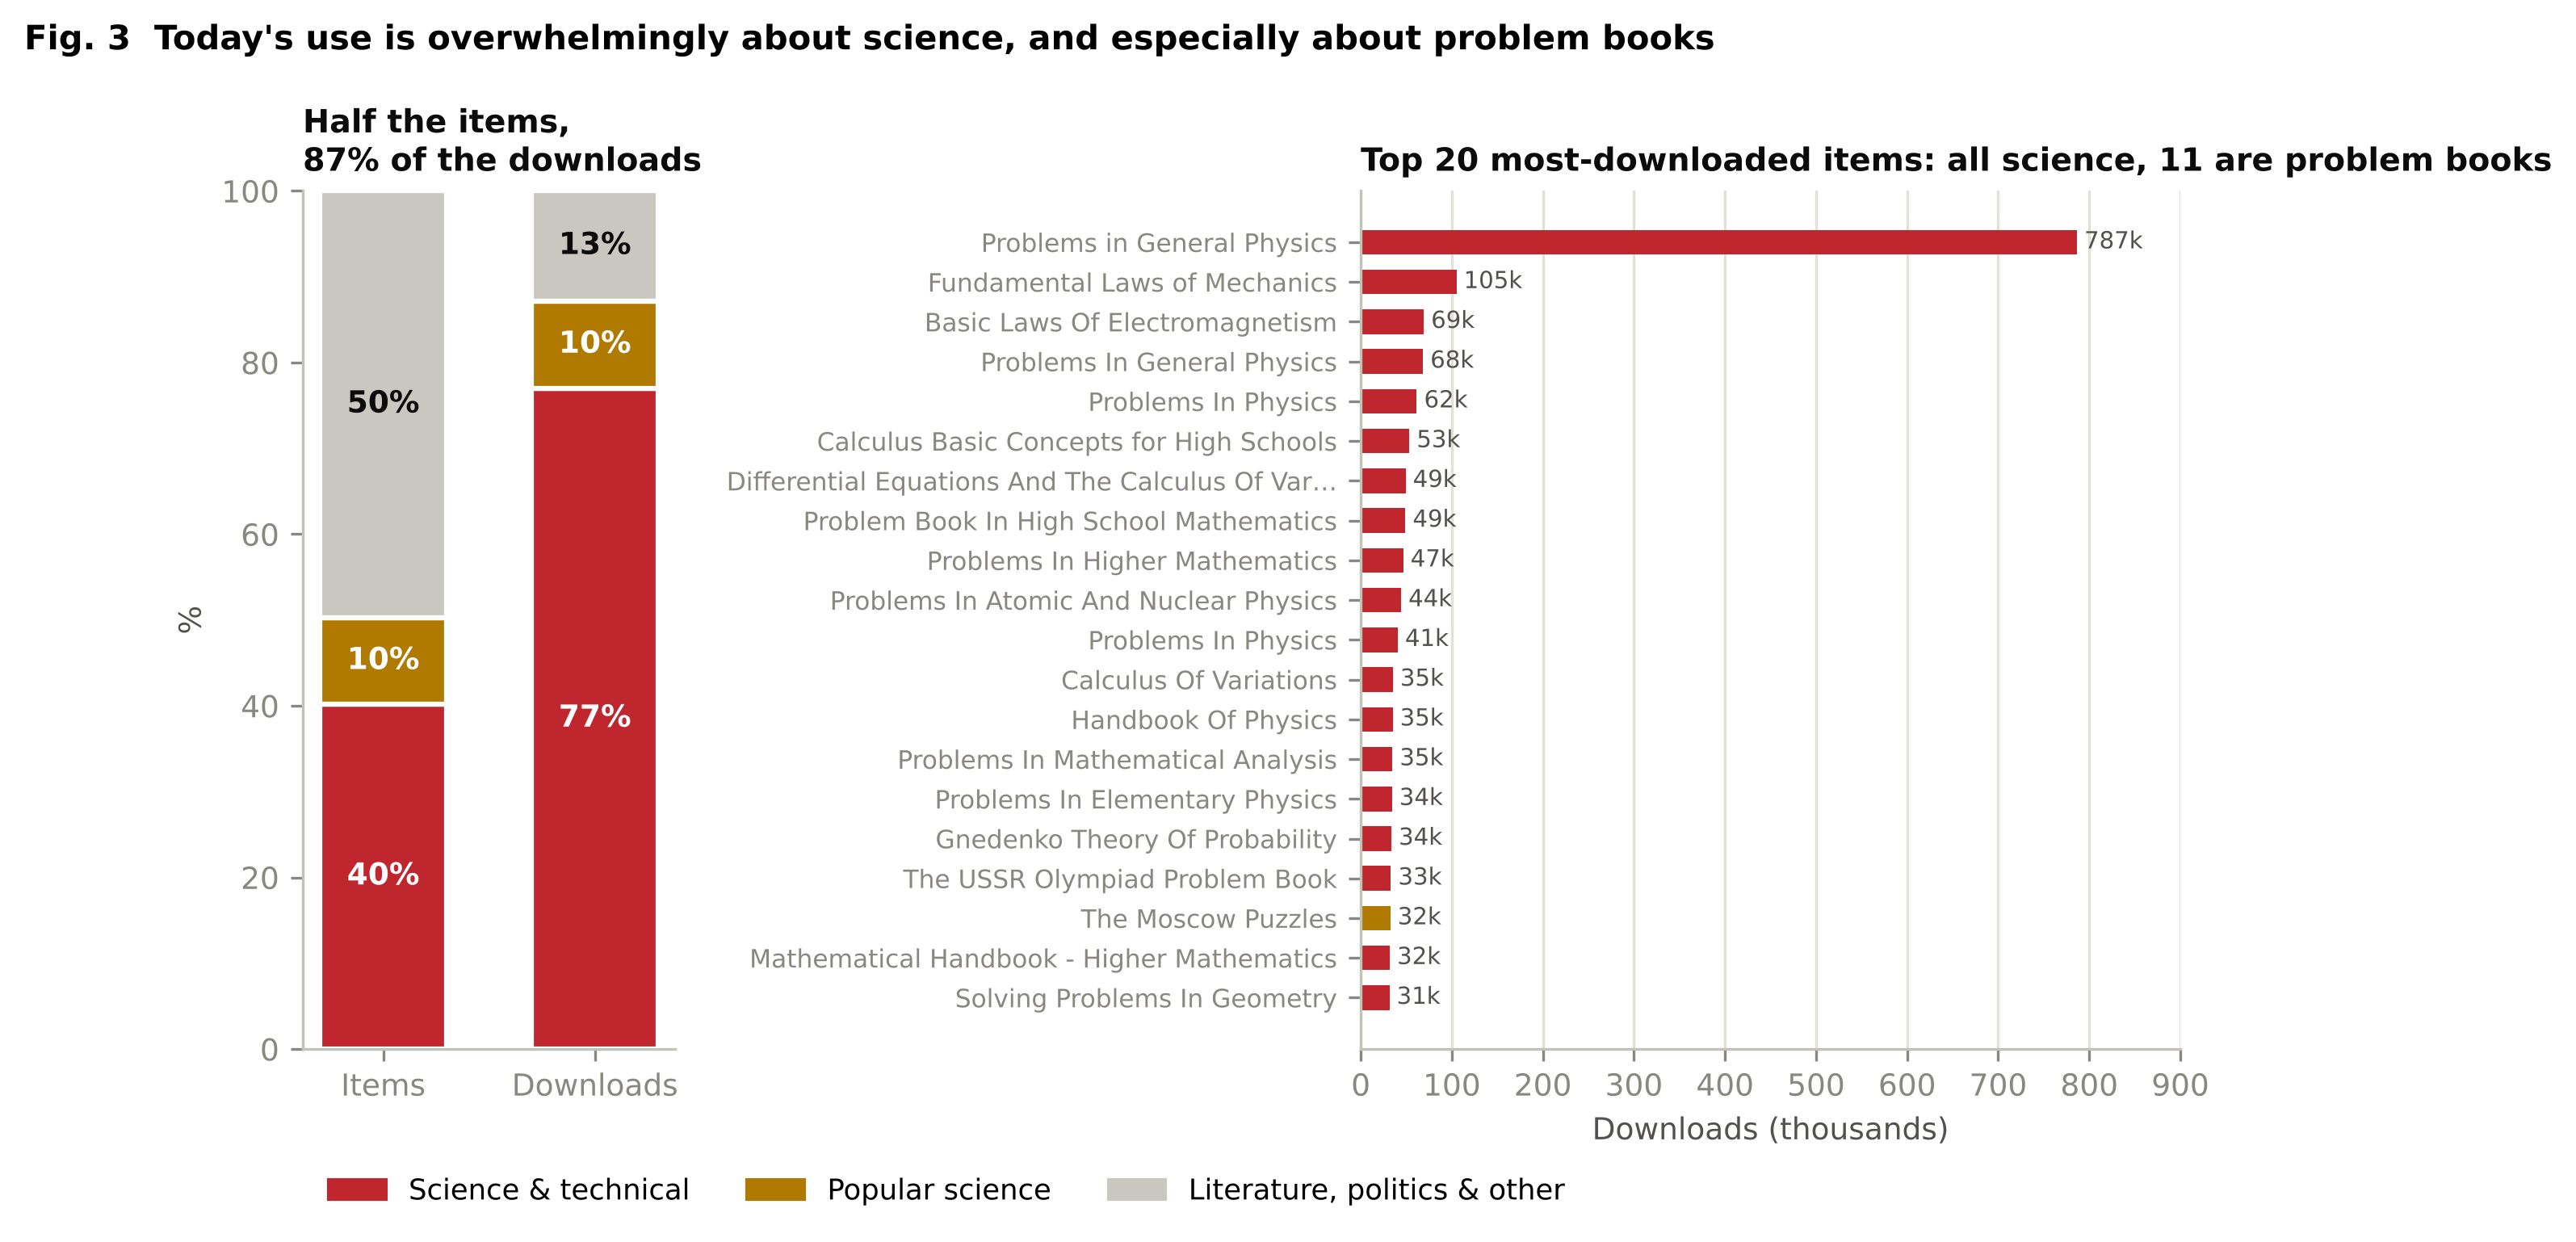 Fig. 3  Today's use is overwhelmingly about science, and especially about problem books
Half the items,
87% of the downloads
100
80
60
40
20
0
%
50%
10%
40%
13%
10%
77%
Items
Downloads
Top 20 most-downloaded items: all science, 11 are problem books
Problems in General Physics 787k
Fundamental Laws of Mechanics 105k
Basic Laws Of Electromagnetism 69k
Problems In General Physics 68k
Problems In Physics 62k
Calculus Basic Concepts for High Schools 53k
Differential Equations And The Calculus Of Var… 49k
Problem Book In High School Mathematics 49k
Problems In Higher Mathematics 47k
Problems In Atomic And Nuclear Physics 44k
Problems In Physics 41k
Calculus Of Variations 35k
Handbook Of Physics 35k
Problems In Mathematical Analysis 35k
Problems In Elementary Physics 34k
Gnedenko Theory Of Probability 34k
The USSR Olympiad Problem Book 33k
The Moscow Puzzles 32k
Mathematical Handbook - Higher Mathematics 32k
Solving Problems In Geometry 31k
0 100 200 300 400 500 600 700 800 900
Downloads (thousands)
Science & technical
Popular science
Literature, politics & other